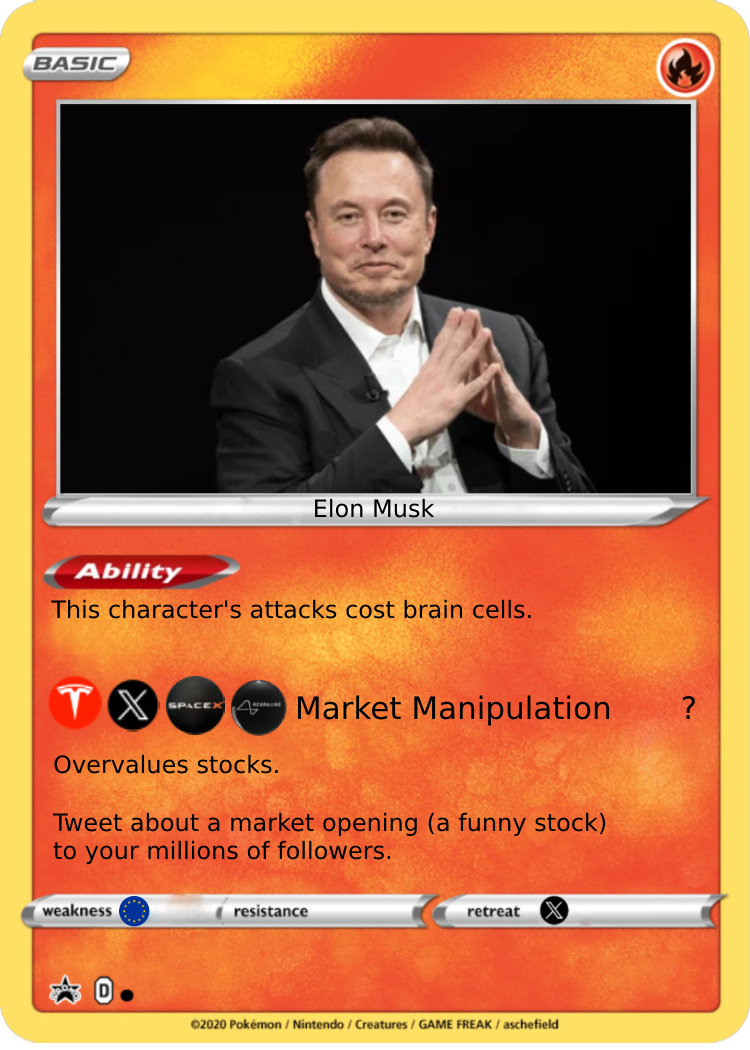 BASIC
Elon Musk
Ability
This character's attacks cost brain cells.
T X SPACEX NEURALINK Market Manipulation ?
Overvalues stocks.
Tweet about a market opening (a funny stock)
to your millions of followers.
weakness resistance retreat X
D
©2020 Pokémon / Nintendo / Creatures / GAME FREAK / aschefield